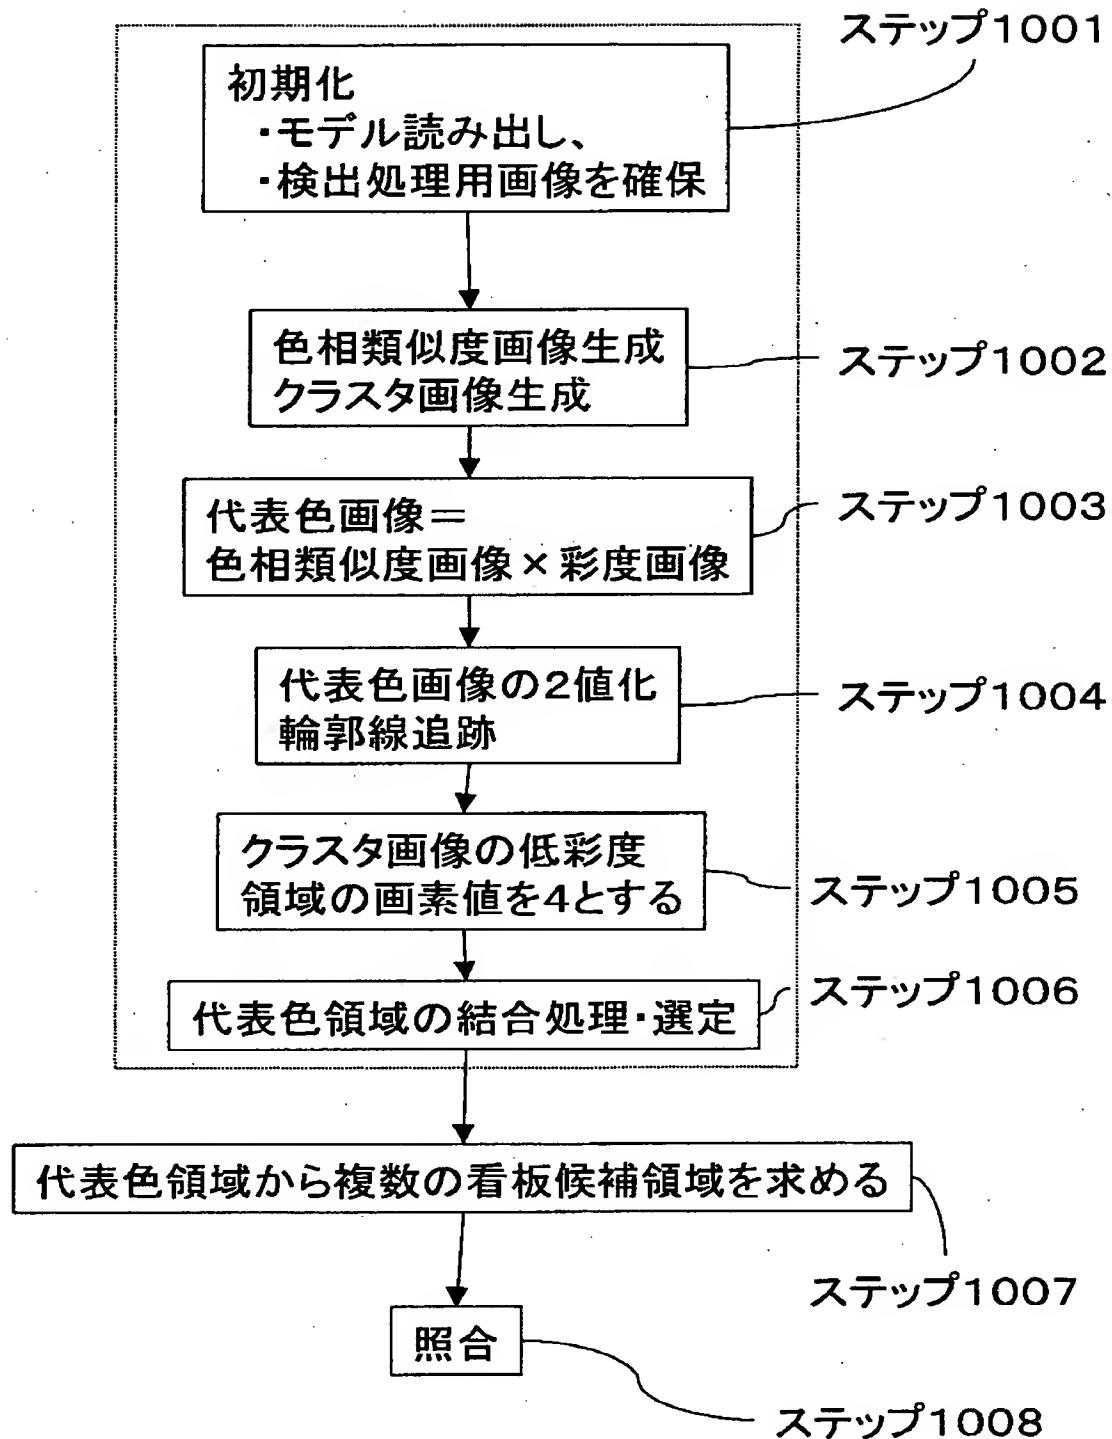 ステップ1001
初期化
・モデル読み出し、
・検出処理用画像を確保
色相類似度画像生成
クラスタ画像生成
ステップ1002
代表色画像＝
色相類似度画像×彩度画像
ステップ1003
代表色画像の2値化
輪郭線追跡
ステップ1004
クラスタ画像の低彩度
領域の画素値を4とする
ステップ1005
代表色領域の結合処理・選定
ステップ1006
代表色領域から複数の看板候補領域を求める
ステップ1007
照合
ステップ1008